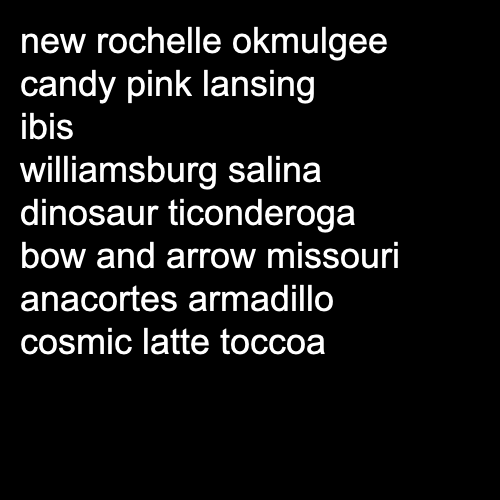 new rochelle okmulgee
candy pink lansing
ibis
williamsburg salina
dinosaur ticonderoga
bow and arrow missouri
anacortes armadillo
cosmic latte toccoa